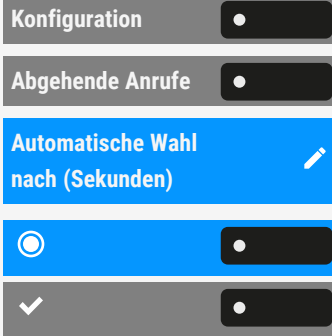 Konfiguration
Abgehende Anrufe
Automatische Wahl
nach (Sekunden)